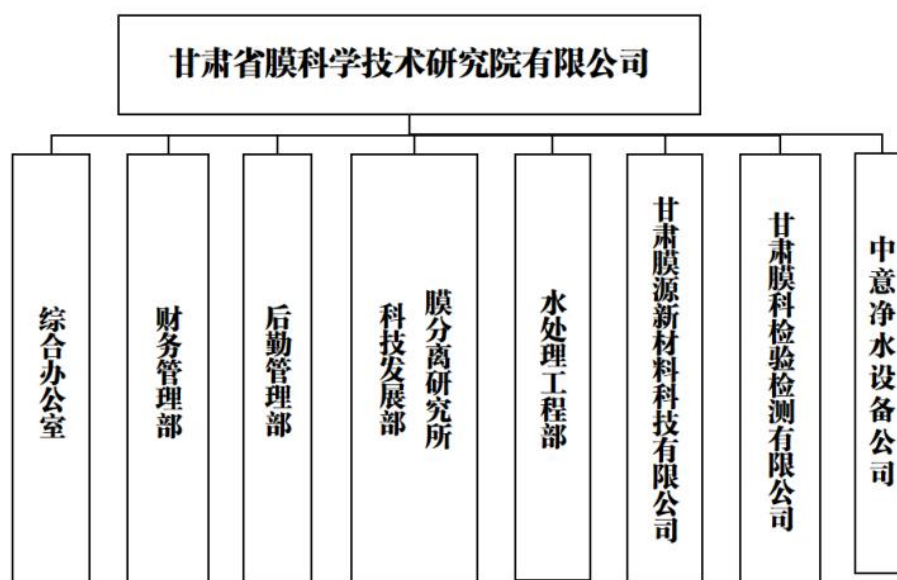 甘肃省膜科学技术研究院有限公司
综合办公室
财务管理部
后勤管理部
膜分离研究所
科技发展部
水处理工程部
甘肃膜源新材料科技有限公司
甘肃膜科检验检测有限公司
中意净水设备公司